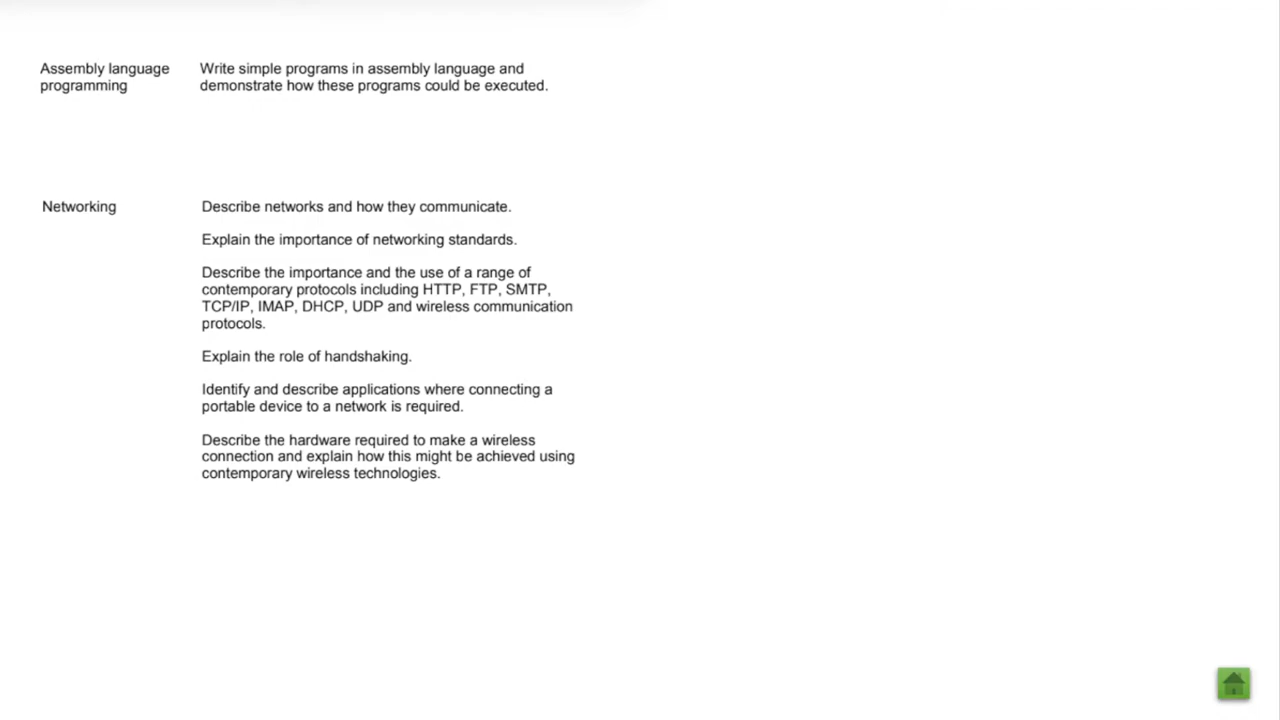 Assembly language
programming
Write simple programs in assembly language and
demonstrate how these programs could be executed.
Networking
Describe networks and how they communicate.
Explain the importance of networking standards.
Describe the importance and the use of a range of
contemporary protocols including HTTP, FTP, SMTP,
TCP/IP, IMAP, DHCP, UDP and wireless communication
protocols.
Explain the role of handshaking.
Identify and describe applications where connecting a
portable device to a network is required.
Describe the hardware required to make a wireless
connection and explain how this might be achieved using
contemporary wireless technologies.